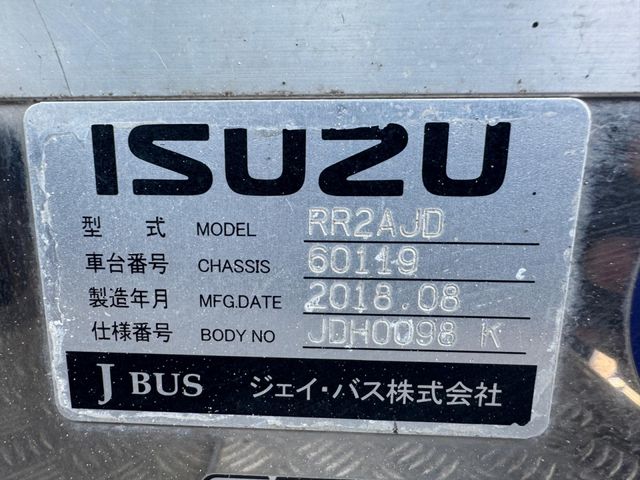 ISUZU
型 式 MODEL RR2AJD
車台番号 CHASSIS 60119
製造年月 MFG.DATE 2018.08
仕様番号 BODY NO JDH0098 K
J BUS ジェイ・バス株式会社